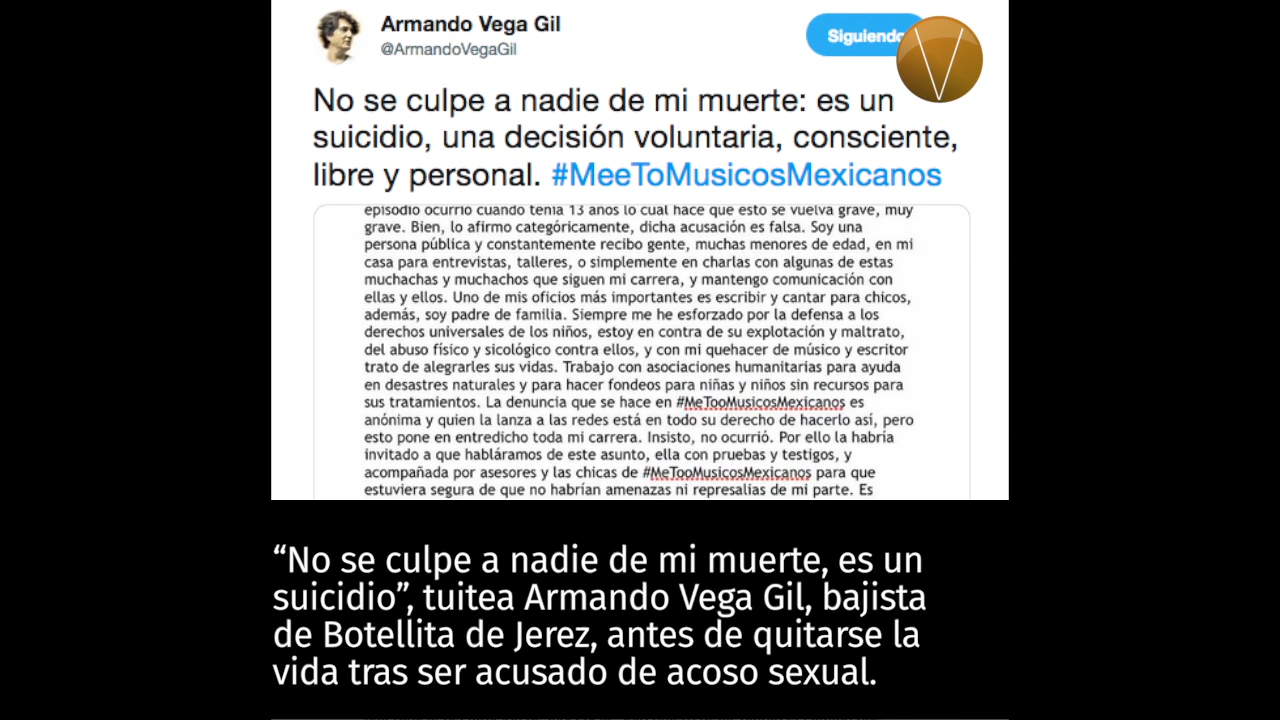 Armando Vega Gil
@ArmandoVegaGil
Siguiendo
V
No se culpe a nadie de mi muerte: es un
suicidio, una decisión voluntaria, consciente,
libre y personal. #MeeToMusicosMexicanos
episodio ocurrió cuando tenía 13 años lo cual hace que esto se vuelva grave, muy
grave. Bien, lo afirmo categóricamente, dicha acusación es falsa. Soy una
persona pública y constantemente recibo gente, muchas menores de edad, en mi
casa para entrevistas, talleres, o simplemente en charlas con algunas de estas
muchachas y muchachos que siguen mi carrera, y mantengo comunicación con
ellas y ellos. Uno de mis oficios más importantes es escribir y cantar para chicos,
además, soy padre de familia. Siempre me he esforzado por la defensa a los
derechos universales de los niños, estoy en contra de su explotación y maltrato,
del abuso físico y sicológico contra ellos, y con mi quehacer de músico y escritor
trato de alegrarles sus vidas. Trabajo con asociaciones humanitarias para ayuda
en desastres naturales y para hacer fondeos para niñas y niños sin recursos para
sus tratamientos. La denuncia que se hace en #MeTooMusicosMexicanos es
anónima y quien la lanza a las redes está en todo su derecho de hacerlo así, pero
esto pone en entredicho toda mi carrera. Insisto, no ocurrió. Por ello la habría
invitado a que habláramos de este asunto, ella con pruebas y testigos, y
acompañada por asesores y las chicas de #MeTooMusicosMexicanos para que
estuviera segura de que no habrían amenazas ni represalias de mi parte. Es
“No se culpe a nadie de mi muerte, es un
suicidio”, tuitea Armando Vega Gil, bajista
de Botellita de Jerez, antes de quitarse la
vida tras ser acusado de acoso sexual.